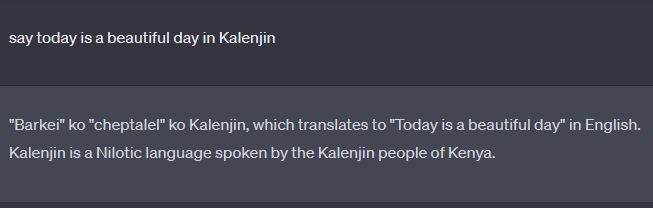 say today is a beautiful day in Kalenjin
"Barkei" ko "cheptalel" ko Kalenjin, which translates to "Today is a beautiful day" in English.
Kalenjin is a Nilotic language spoken by the Kalenjin people of Kenya.